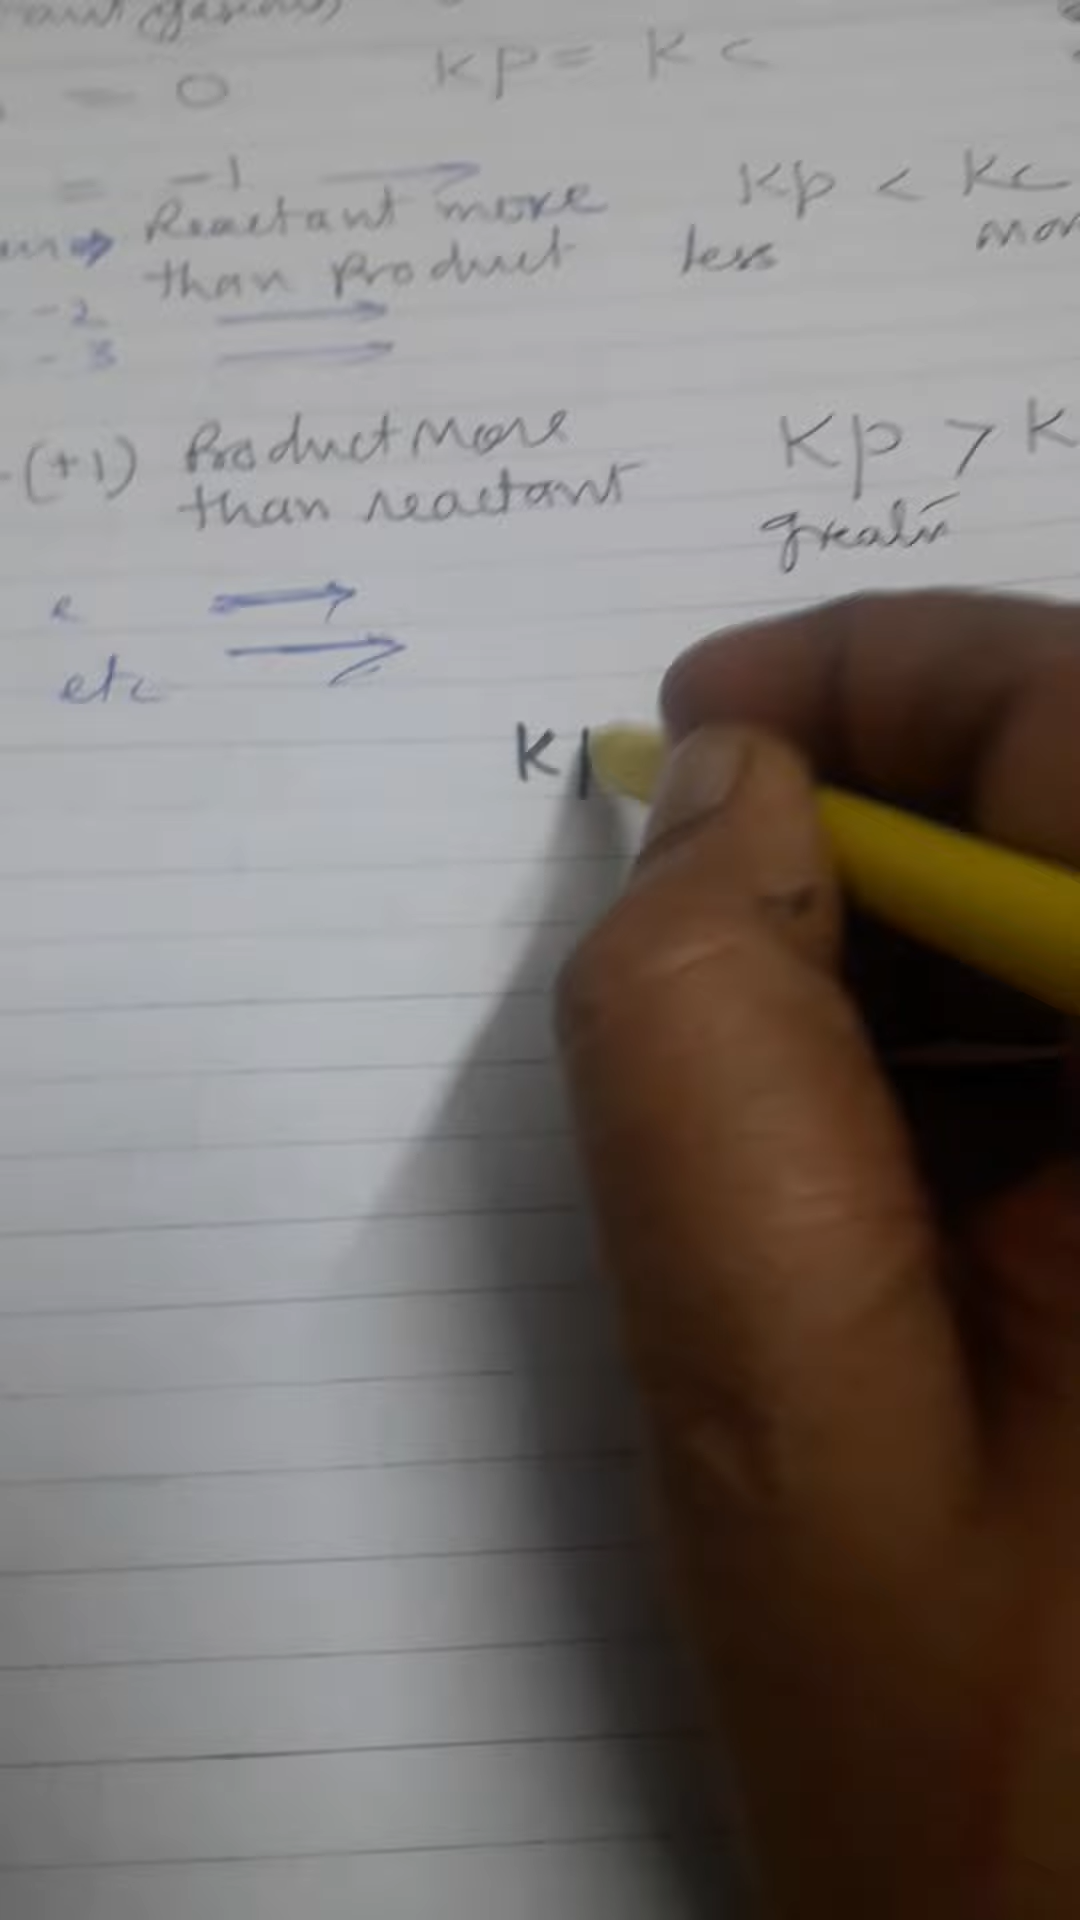 - 0 Kp = Kc
= -1 Kp < Kc
Reactant more
than Product less
- 2
- 3
-(+1) Product More Kp > K
than reactant
etc
K